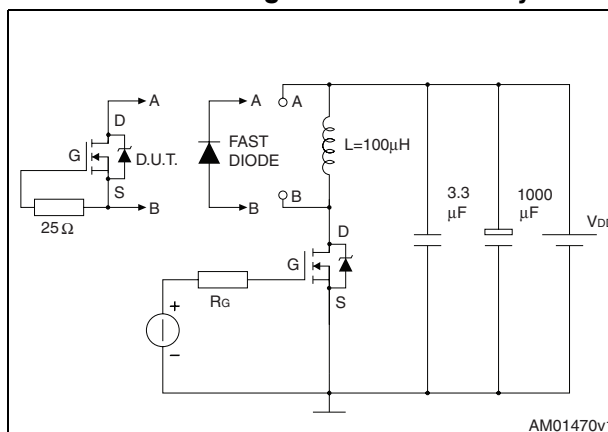 A
D
G
D.U.T.
S
B
25 Ω
A
FAST
DIODE
B
A
L=100µH
B
D
G
S
RG
+
–
3.3
µF
1000
µF
AM01470v1